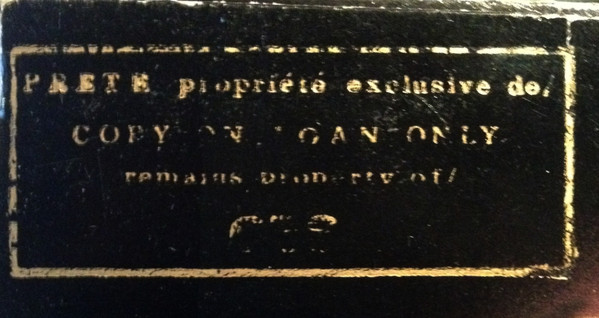 PRETE propriété exclusive de/
COPY ON LOAN ONLY
remains property of/